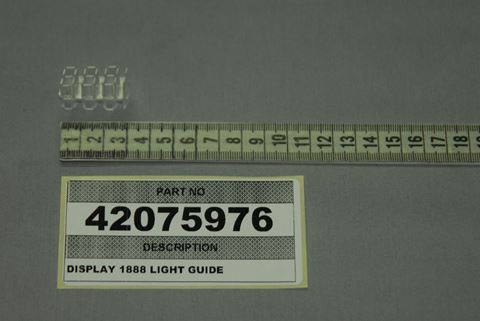 1 2 3 4 5 6 7 8 9 10 11 12 13 14 15 16 17 18
PART NO
42075976
DESCRIPTION
DISPLAY 1888 LIGHT GUIDE